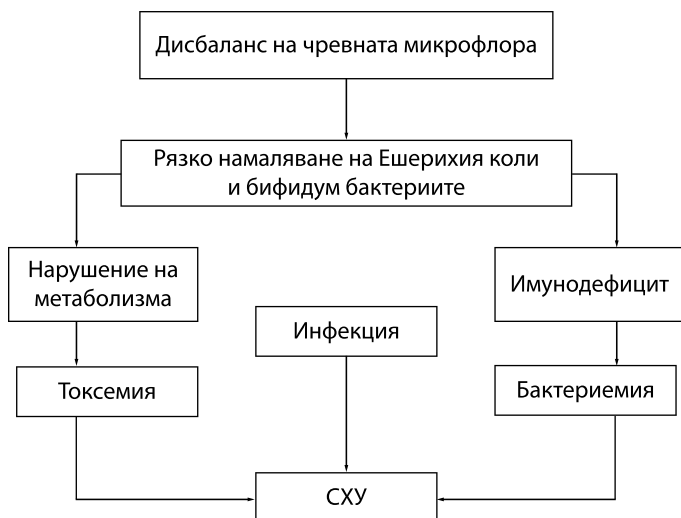 Дисбаланс на чревната микрофлора
Рязко намаляване на Ешерихия коли
и бифидум бактериите
Нарушение на
метаболизма
Имунодефицит
Инфекция
Токсемия
Бактериемия
СХУ